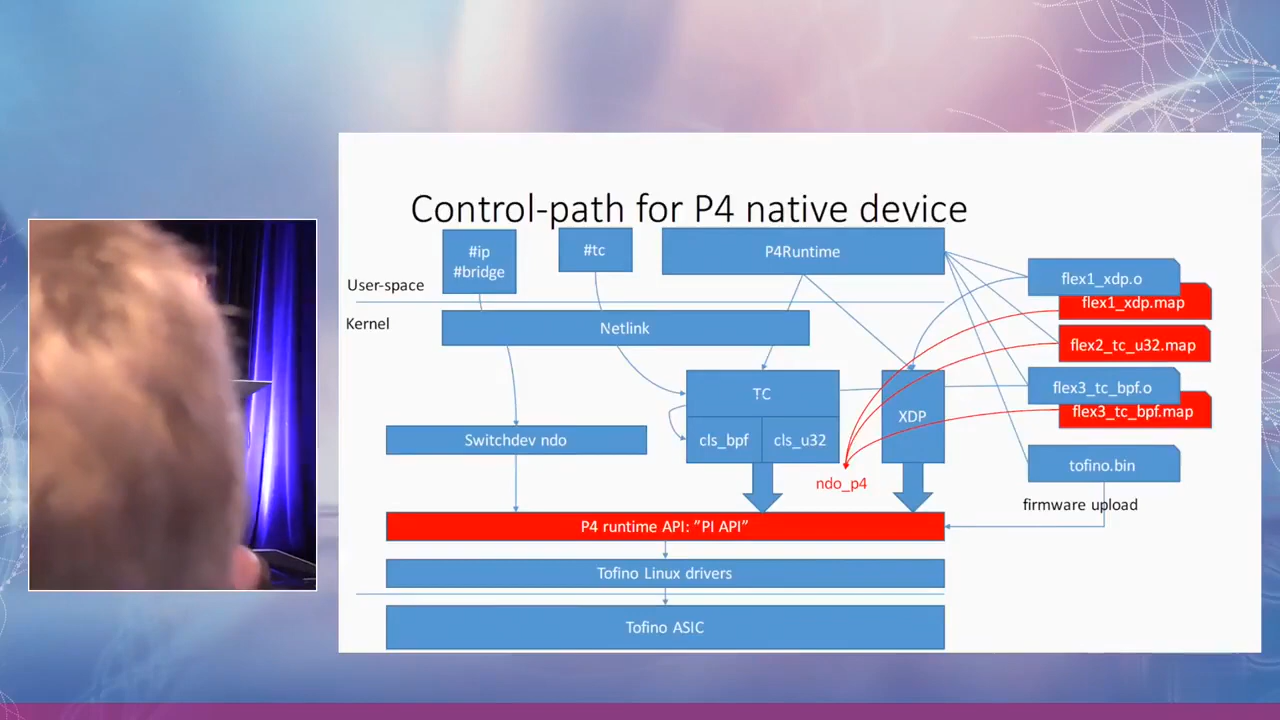 Control-path for P4 native device
#ip
#bridge
#tc
P4Runtime
User-space
Kernel
Netlink
flex1_xdp.o
flex1_xdp.map
flex2_tc_u32.map
flex3_tc_bpf.o
flex3_tc_bpf.map
TC
cls_bpf
cls_u32
XDP
Switchdev ndo
ndo_p4
tofino.bin
firmware upload
P4 runtime API: ”PI API”
Tofino Linux drivers
Tofino ASIC